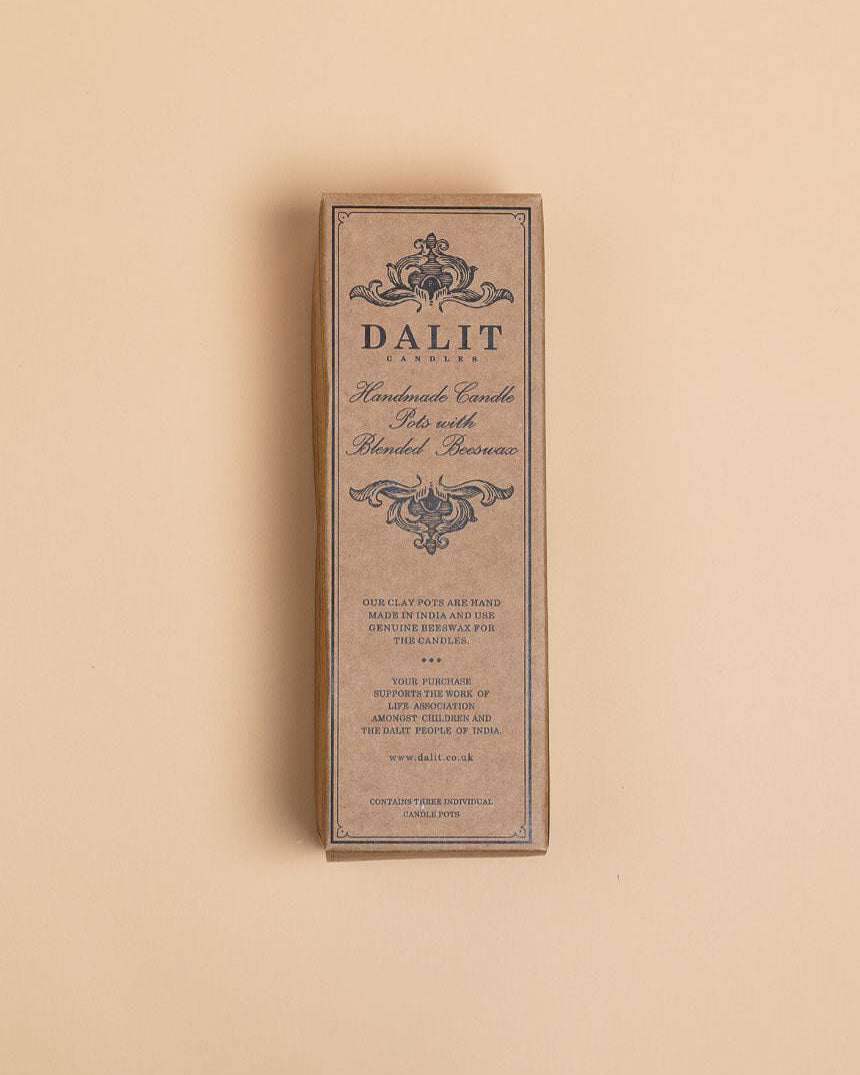 DALIT
CANDLES
Handmade Candle
Pots with
Blended Beeswax
OUR CLAY POTS ARE HAND
MADE IN INDIA AND USE
GENUINE BEESWAX FOR
THE CANDLES.
YOUR PURCHASE
SUPPORTS THE WORK OF
LIFE ASSOCIATION
AMONGST CHILDREN AND
THE DALIT PEOPLE OF INDIA.
www.dalit.co.uk
CONTAINS THREE INDIVIDUAL
CANDLE POTS